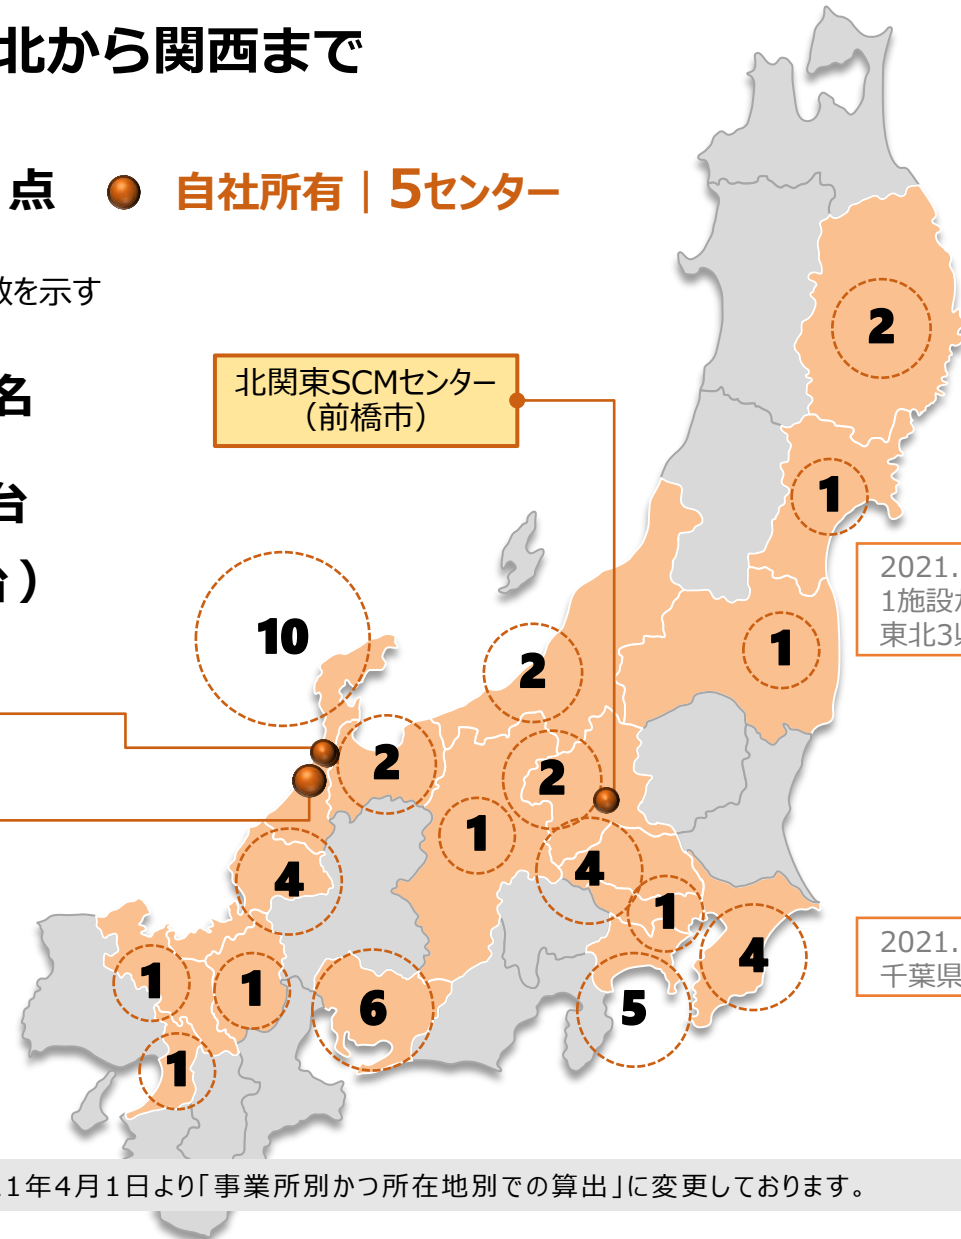 北から関西まで
点
自社所有｜5センター
数を示す
名
北関東SCMセンター
（前橋市）
台
台）
2
1
2021.
1施設
東北3県
10
2
1
2
2
1
4
4
1
4
2021.
千葉県
1
1
6
5
1
1年4月1日より「事業所別かつ所在地別での算出」に変更しております。